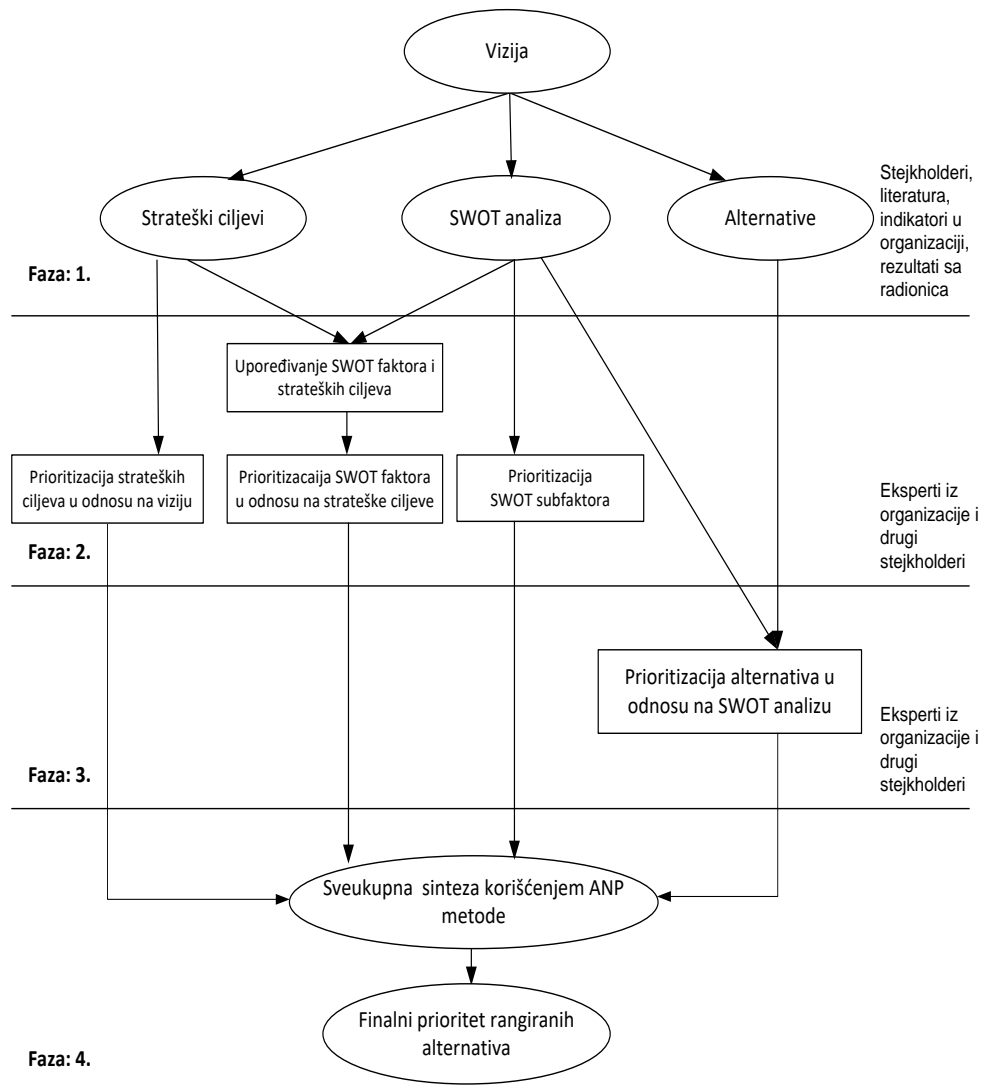 Vizija
Strateški ciljevi
SWOT analiza
Alternative
Stejkholderi,
literatura,
indikatori u
organizaciji,
rezultati sa
radionica
Faza: 1.
Upoređivanje SWOT faktora i
strateških ciljeva
Prioritizacija strateških
ciljeva u odnosu na viziju
Prioritizacaija SWOT faktora
u odnosu na strateške ciljeve
Prioritizacija
SWOT subfaktora
Eksperti iz
organizacije i
drugi
stejkholderi
Faza: 2.
Prioritizacija alternativa u
odnosu na SWOT analizu
Eksperti iz
organizacije i
drugi
stejkholderi
Faza: 3.
Sveukupna sinteza korišćenjem ANP
metode
Finalni prioritet rangiranih
alternativa
Faza: 4.